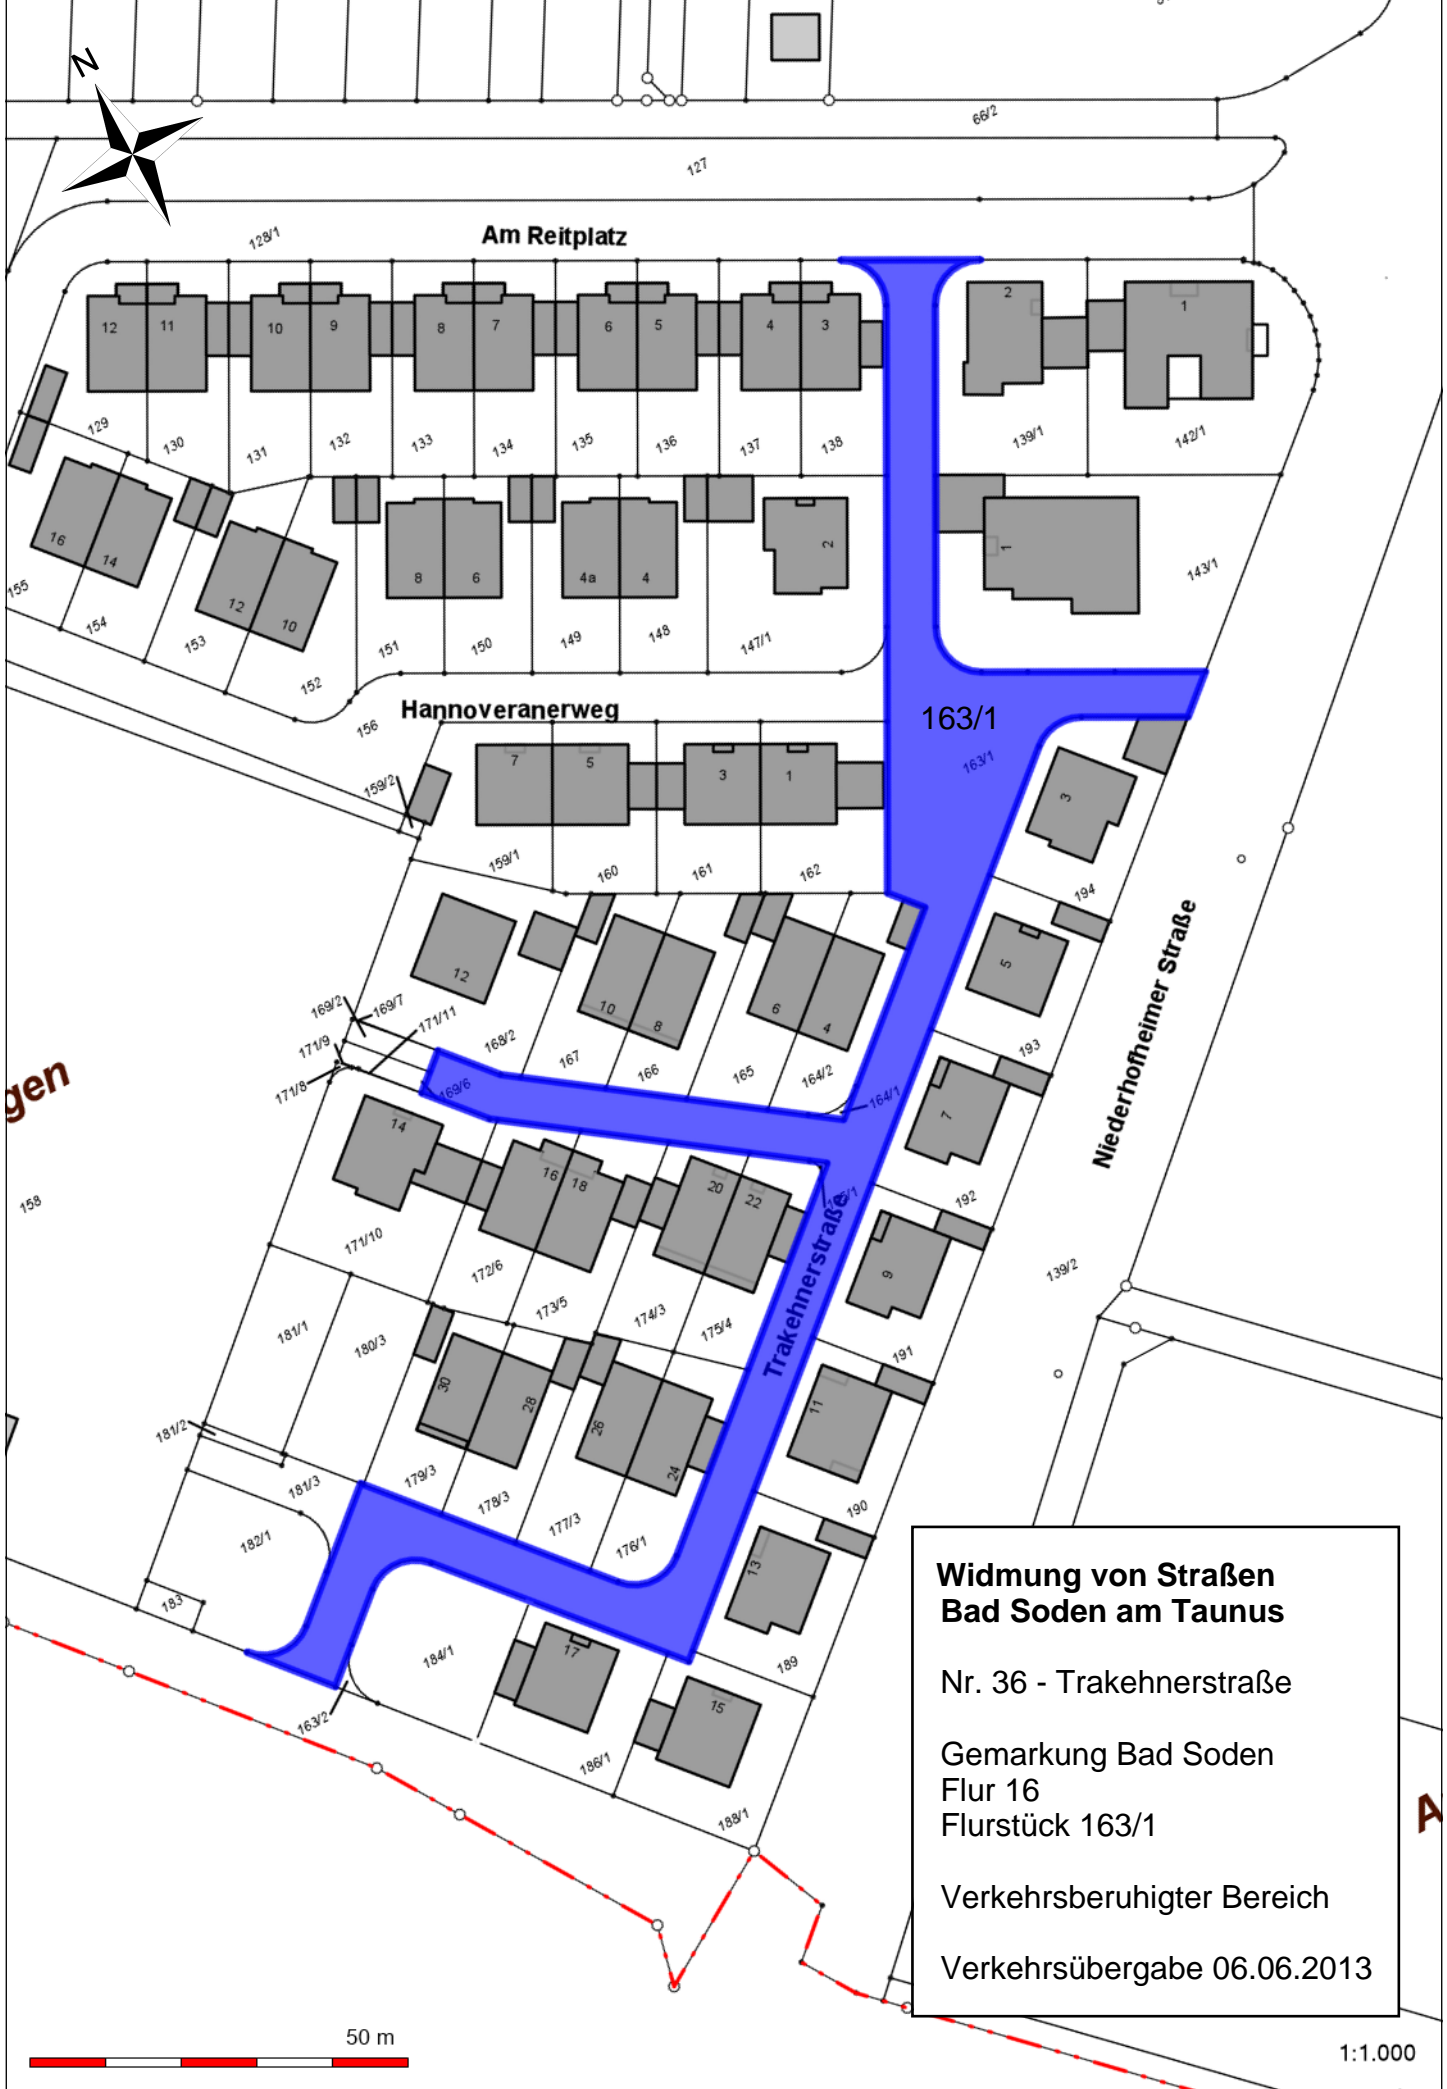 N
66/2
127
128/1
Am Reitplatz
12 11 10 9 8 7 6 5 4 3 2 1
129 130 131 132 133 134 135 136 137 138 139/1 142/1
16 14 12 10 8 6 4a 4 2 1
155 154 153 152 151 150 149 148 147/1 143/1
156
Hannoveranerweg
163/1
163/1
159/2
7 5 3 1 3
159/1 160 161 162 194
12 10 8 6 4 5
Niederhofheimer Straße
169/2 169/7 171/11 168/2 167 166 165 164/2 193
171/9
171/8
169/6
164/1
gen
14 16 18 20 22 7
158
192
Trakehnerstraße
171/10 172/6 173/5 174/3 175/4 9
139/2
181/1 180/3 191
30 28 26 24 11
181/2
181/3 179/3 178/3 177/3 176/1 190
182/1
13
183
184/1
17
189
163/2
15
186/1
188/1
Widmung von Straßen
Bad Soden am Taunus
Nr. 36 - Trakehnerstraße
Gemarkung Bad Soden
Flur 16
Flurstück 163/1
Verkehrsberuhigter Bereich
Verkehrsübergabe 06.06.2013
A
50 m
1:1.000